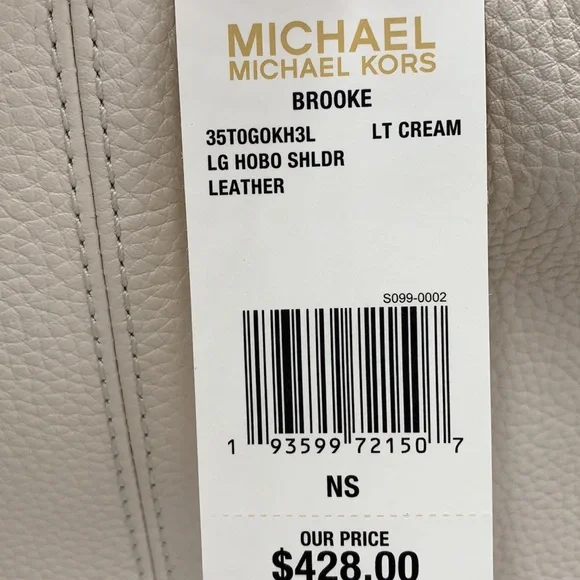 MICHAEL
MICHAEL KORS
BROOKE
35T0G0KH3L LT CREAM
LG HOBO SHLDR
LEATHER
S099-0002
1 93599 72150 7
NS
OUR PRICE
$428.00